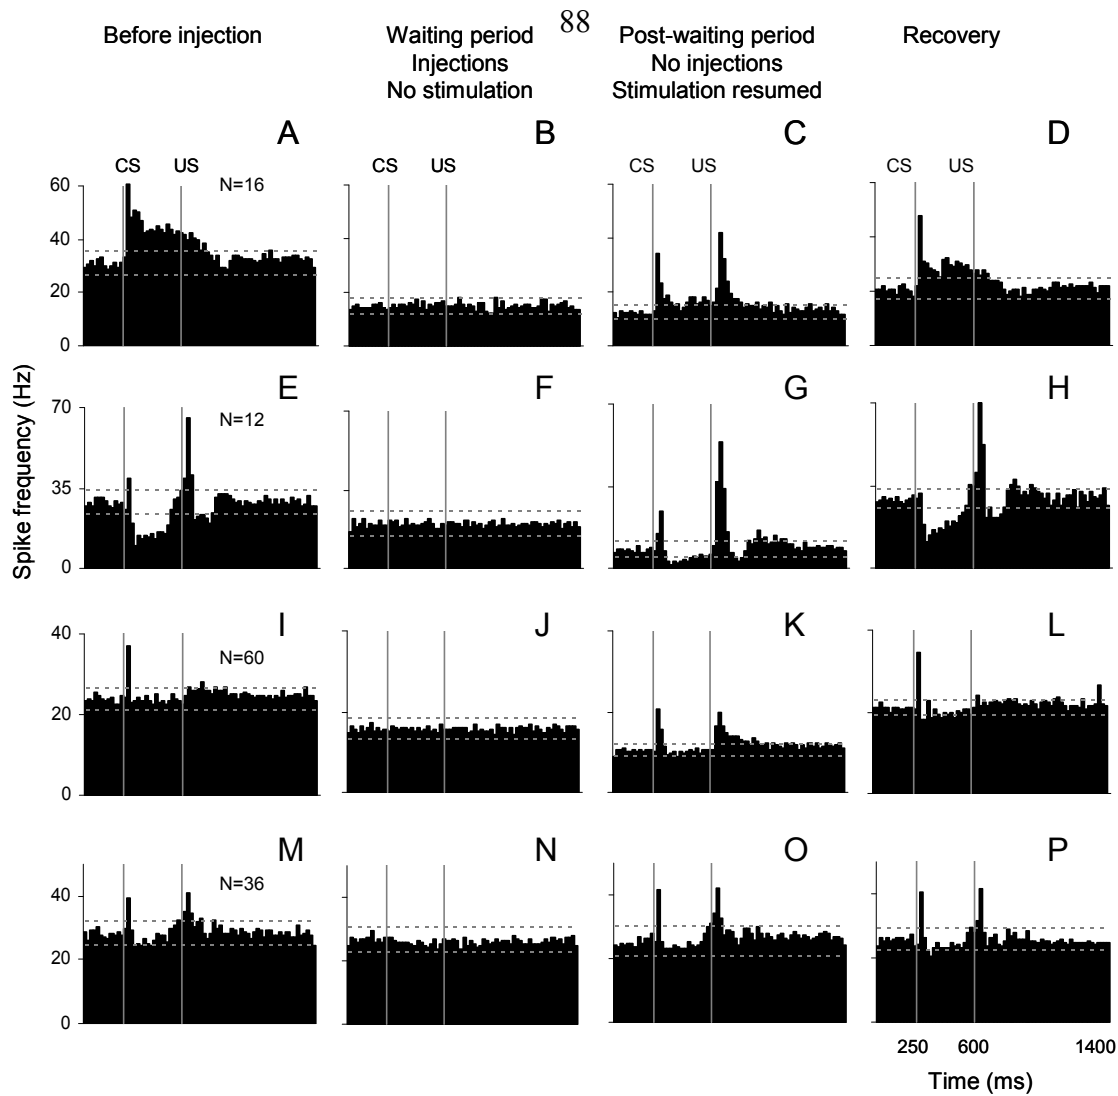 88
Before injection
Waiting period
Injections
No stimulation
Post-waiting period
No injections
Stimulation resumed
Recovery
A
B
C
D
CS US N=16
CS US
CS US
CS US
60
40
20
0
E
F
G
H
N=12
70
35
0
Spike frequency (Hz)
I
J
K
L
N=60
40
20
0
M
N
O
P
N=36
40
20
0
250 600 1400
Time (ms)